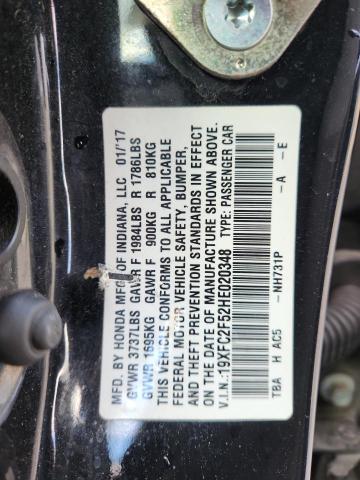 MFD. BY HONDA MFG OF INDIANA, LLC 01/17
GVWR 3737LBS GAWR F 1984LBS R 1786LBS
GVWR 1695KG GAWR F 900KG R 810KG
THIS VEHICLE CONFORMS TO ALL APPLICABLE
FEDERAL MOTOR VEHICLE SAFETY, BUMPER,
AND THEFT PREVENTION STANDARDS IN EFFECT
ON THE DATE OF MANUFACTURE SHOWN ABOVE.
V.I.N.:19XFC2F52HE020348 TYPE: PASSENGER CAR
TBA H AC5 - NH731P - A - E